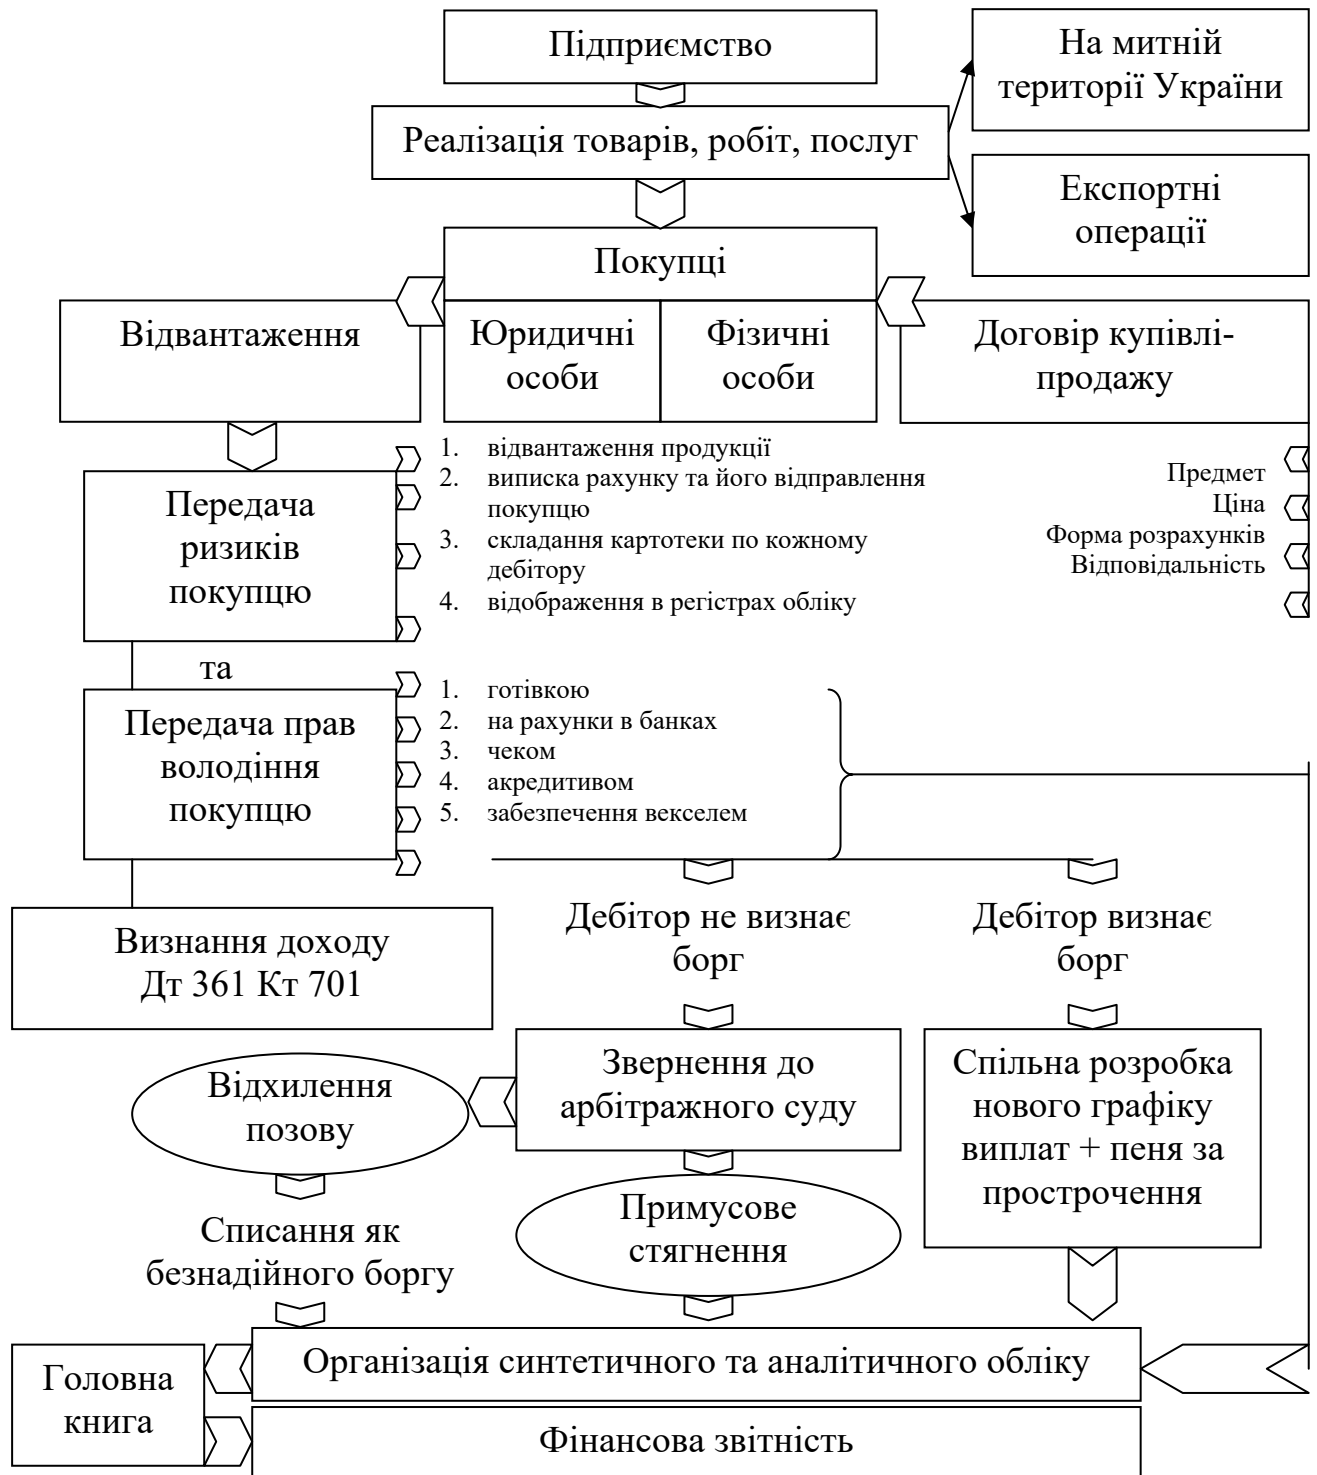 Підприємство
На митній
території України
Реалізація товарів, робіт, послуг
Експортні
операції
Покупці
Відвантаження
Юридичні
особи
Фізичні
особи
Договір купівлі-
продажу
1. відвантаження продукції
2. виписка рахунку та його відправлення
покупцю
3. складання картотеки по кожному
дебітору
4. відображення в регістрах обліку
Предмет
Ціна
Форма розрахунків
Відповідальність
Передача
ризиків
покупцю
та
Передача прав
володіння
покупцю
1. готівкою
2. на рахунки в банках
3. чеком
4. акредитивом
5. забезпечення векселем
Визнання доходу
Дт 361 Кт 701
Дебітор не визнає
борг
Дебітор визнає
борг
Відхилення
позову
Звернення до
арбітражного суду
Спільна розробка
нового графіку
виплат + пеня за
прострочення
Примусове
стягнення
Списання як
безнадійного боргу
Головна
книга
Організація синтетичного та аналітичного обліку
Фінансова звітність